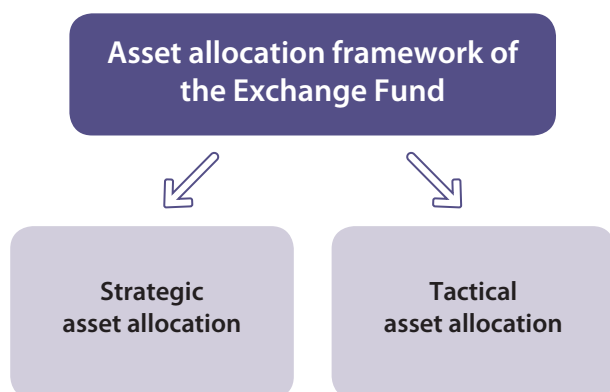 Asset allocation framework of
the Exchange Fund
Strategic
asset allocation
Tactical
asset allocation